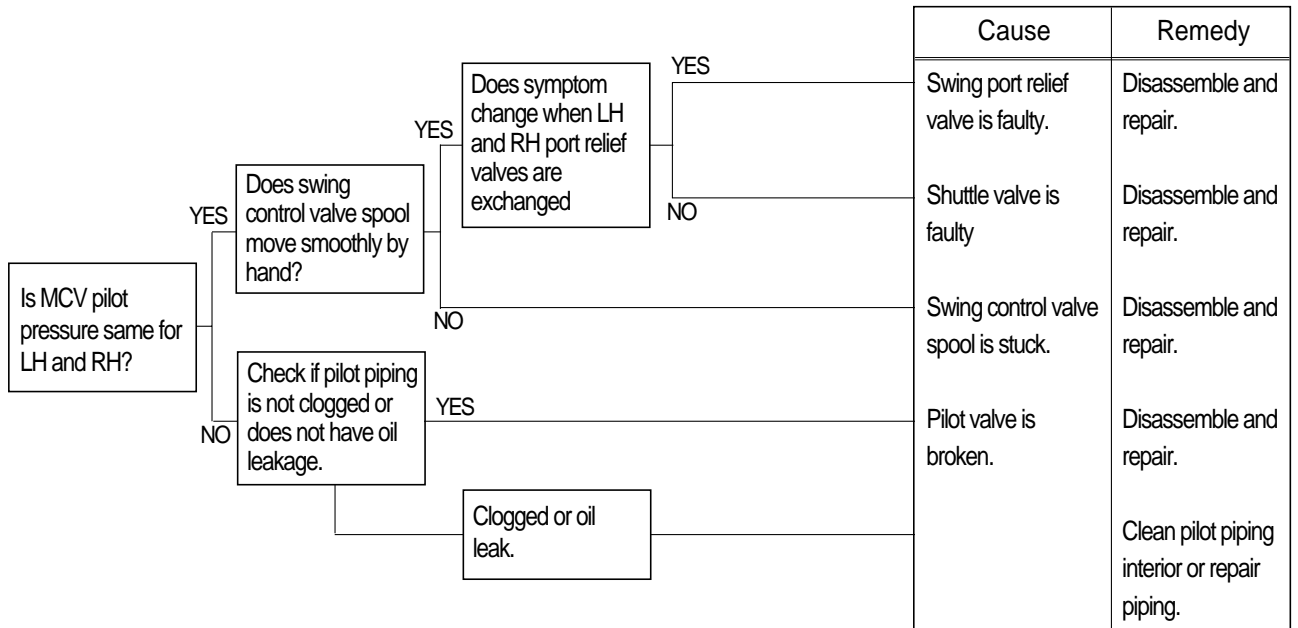 Cause
Remedy
YES
Does symptom
change when LH
and RH port relief
valves are
exchanged
Swing port relief
valve is faulty.
Disassemble and
repair.
YES
Does swing
control valve spool
move smoothly by
hand?
YES
NO
Shuttle valve is
faulty
Disassemble and
repair.
Is MCV pilot
pressure same for
LH and RH?
NO
Swing control valve
spool is stuck.
Disassemble and
repair.
Check if pilot piping
is not clogged or
does not have oil
leakage.
YES
NO
Pilot valve is
broken.
Disassemble and
repair.
Clogged or oil
leak.
Clean pilot piping
interior or repair
piping.